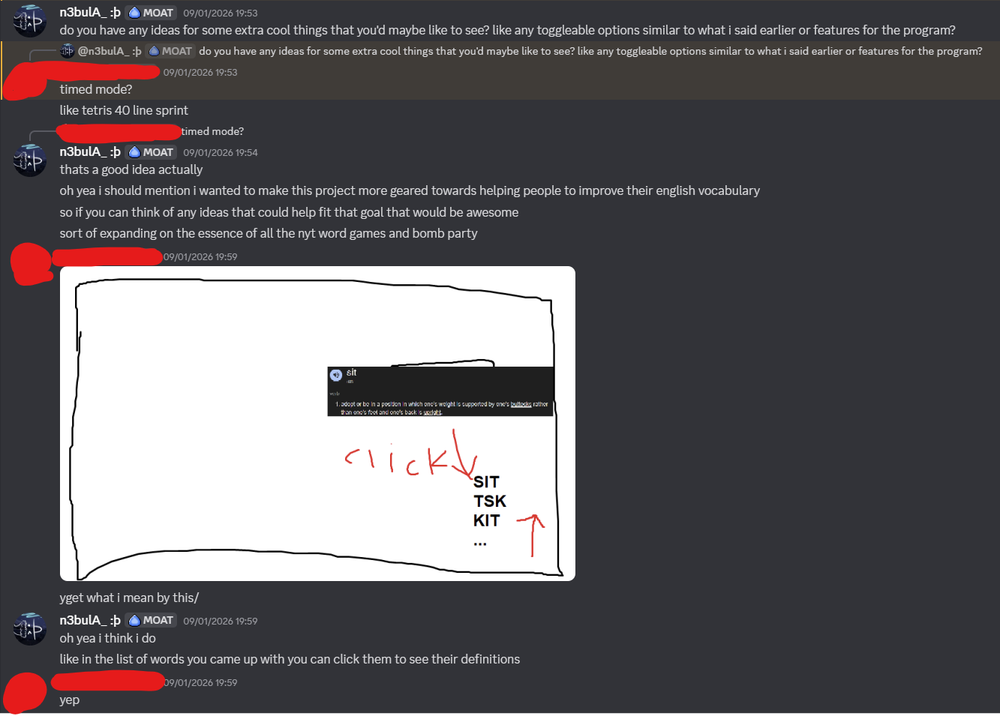 n3bulA_ :þ MOAT 09/01/2026 19:53
do you have any ideas for some extra cool things that you'd maybe like to see? like any toggleable options similar to what i said earlier or features for the program?
@n3bulA_ :þ MOAT do you have any ideas for some extra cool things that you'd maybe like to see? like any toggleable options similar to what i said earlier or features for the program?
09/01/2026 19:53
timed mode?
like tetris 40 line sprint
timed mode?
n3bulA_ :þ MOAT 09/01/2026 19:54
thats a good idea actually
oh yea i should mention i wanted to make this project more geared towards helping people to improve their english vocabulary
so if you can think of any ideas that could help fit that goal that would be awesome
sort of expanding on the essence of all the nyt word games and bomb party
09/01/2026 19:59
sit
verb
1. adopt or be in a position in which one's weight is supported by one's buttocks rather
than one's feet and one's back is upright.
click
SIT
TSK
KIT
...
yget what i mean by this/
n3bulA_ :þ MOAT 09/01/2026 19:59
oh yea i think i do
like in the list of words you came up with you can click them to see their definitions
09/01/2026 19:59
yep